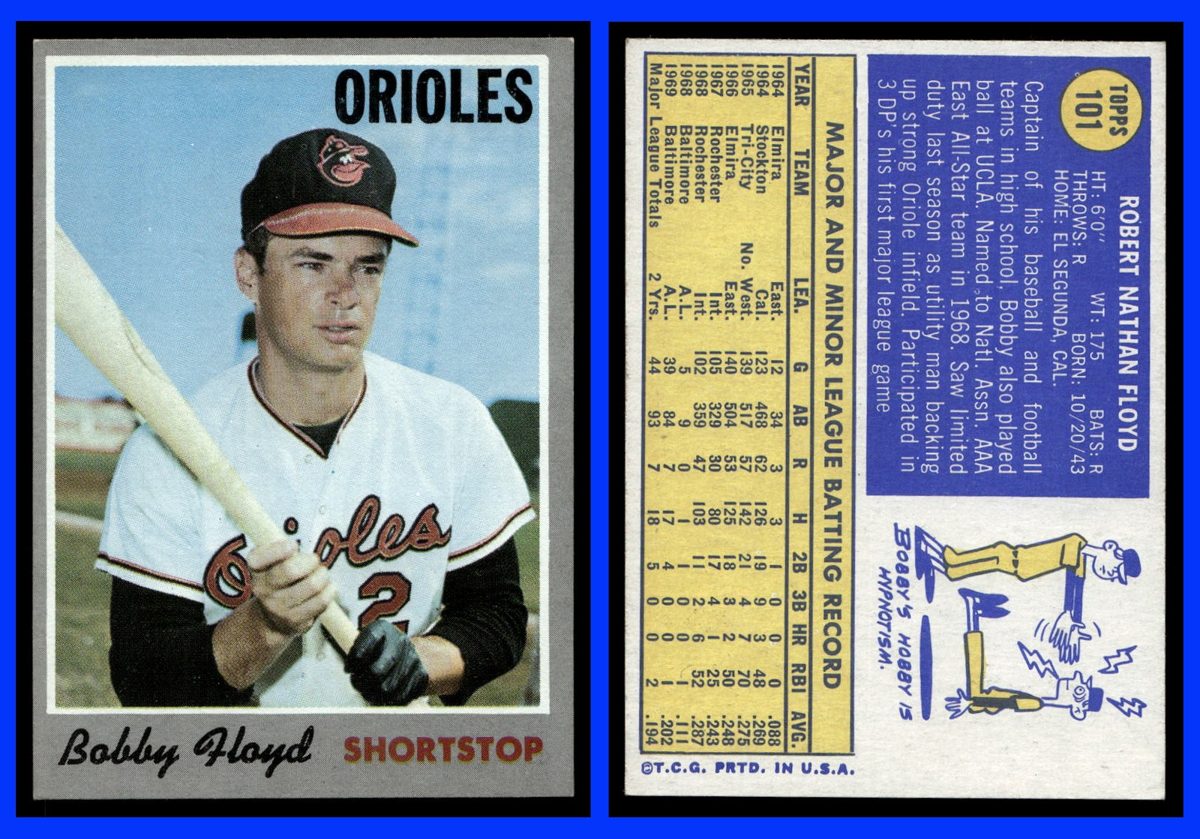 ORIOLES
Orioles
2
Bobby Floyd SHORTSTOP
TOPPS
101
ROBERT NATHAN FLOYD
HT: 6'0" WT: 175 BATS: R
THROWS: R BORN: 10/20/43
HOME: EL SEGUNDA, CAL.
Captain of his baseball and football
teams in high school, Bobby also played
ball at UCLA. Named to Natl. Assn. AAA
East All-Star team in 1968. Saw limited
duty last season as utility man backing
up strong Oriole infield. Participated in
3 DP's his first major league game
BOBBY'S HOBBY IS
HYPNOTISM.
MAJOR AND MINOR LEAGUE BATTING RECORD
YEAR TEAM LEA. G AB R H 2B 3B HR RBI AVG.
1964 Elmira East. 12 34 3 3 1 0 0 0 .088
1964 Stockton Cal. 123 468 62 126 19 9 3 48 .269
1965 Tri-City No. West. 139 517 57 142 21 4 7 70 .275
1966 Elmira East. 140 504 53 125 18 3 2 50 .248
1967 Rochester Int. 105 329 30 80 17 4 1 25 .243
1968 Rochester Int. 102 359 47 103 11 2 6 52 .287
1968 Baltimore A.L. 5 9 0 1 1 0 0 1 .111
1969 Baltimore A.L. 39 84 7 17 4 0 0 1 .202
Major League Totals 2 Yrs. 44 93 7 18 5 0 0 2 .194
©T.C.G. PRTD. IN U.S.A.